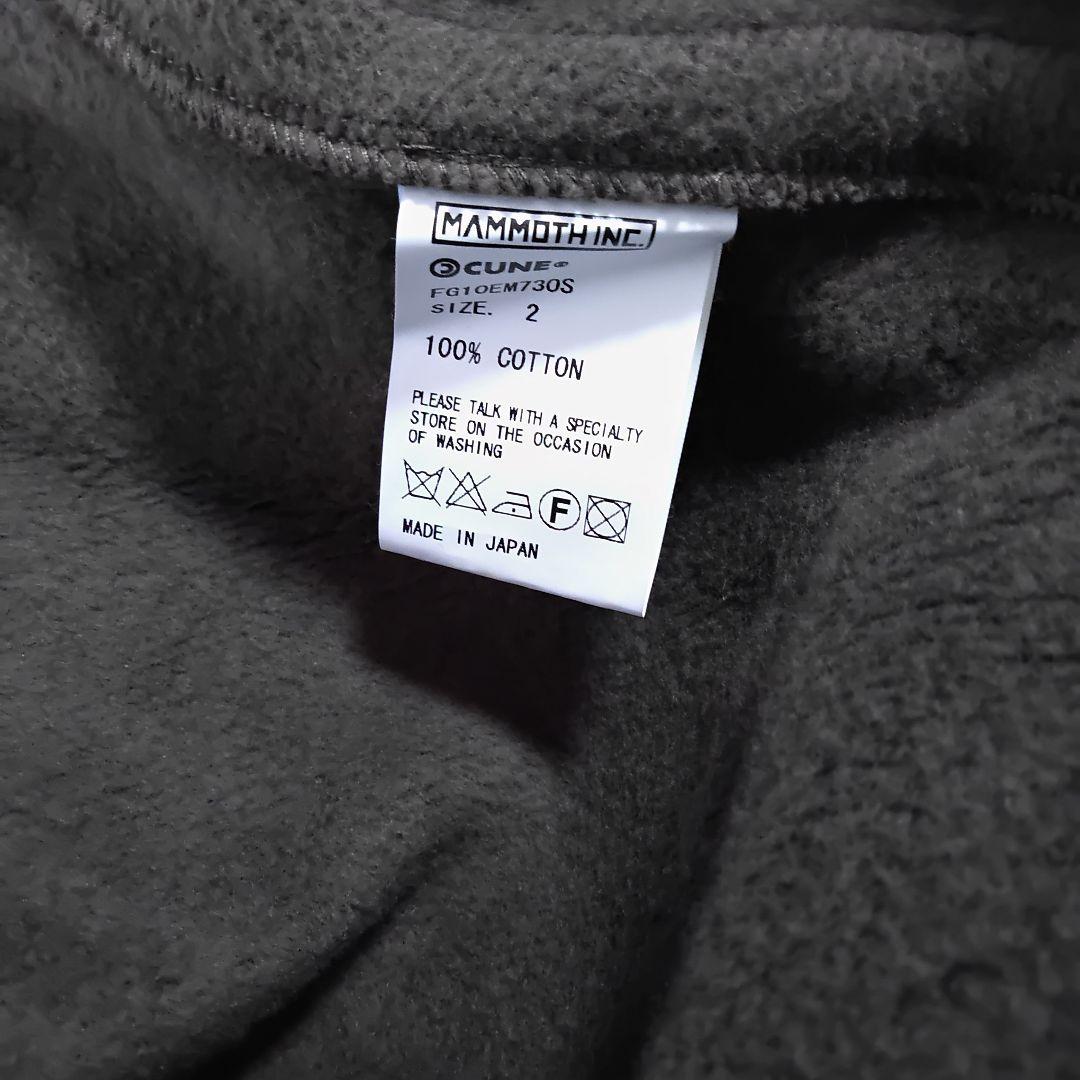 MAMMOTH INC.
CUNE®
FG10EM730S
SIZE. 2
100% COTTON
PLEASE TALK WITH A SPECIALTY
STORE ON THE OCCASION
OF WASHING
F
MADE IN JAPAN